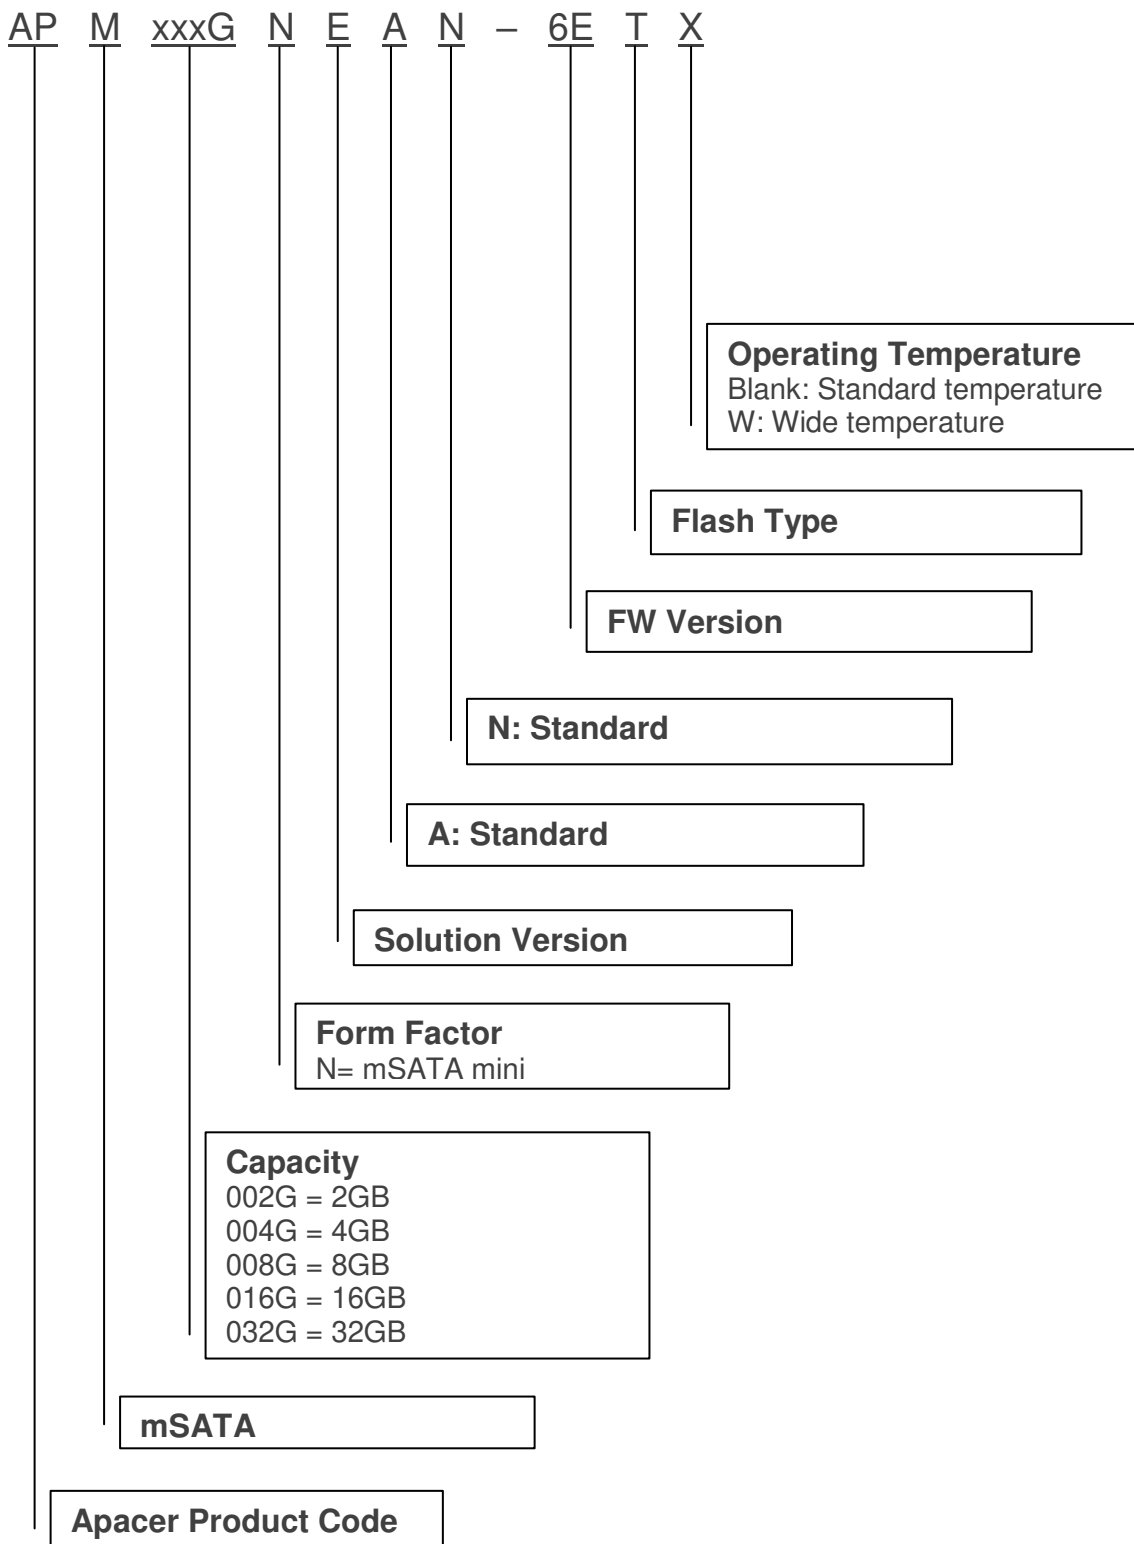 AP M xxxG N E A N – 6E T X
Operating Temperature
Blank: Standard temperature
W: Wide temperature
Flash Type
FW Version
N: Standard
A: Standard
Solution Version
Form Factor
N= mSATA mini
Capacity
002G = 2GB
004G = 4GB
008G = 8GB
016G = 16GB
032G = 32GB
mSATA
Apacer Product Code